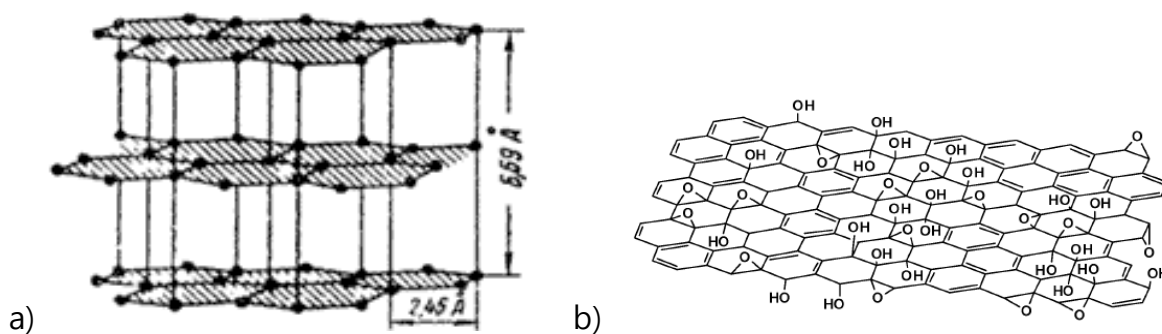 6,69 Å
2,45 Å
a)
OH
OH
O
OH O OH OH
HO OH OH O
O O
OH O
O HO OH
O OH O
OH O
HO OH
OH OH O
O HO OH
OH OH
HO HO
HO HO O O O
b)